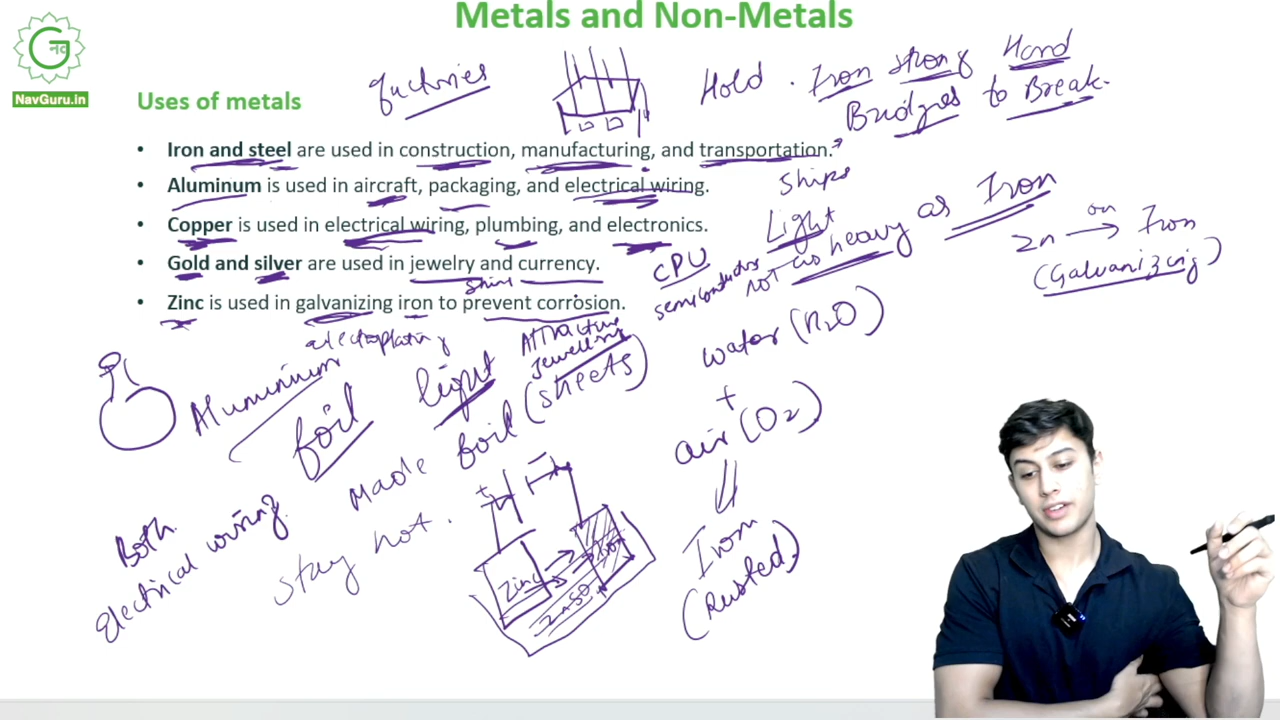 Metals and Non-Metals
G नव
NavGuru.in
Uses of metals
factories
Hold . Iron strong Hard
Bridges to Break.
• Iron and steel are used in construction, manufacturing, and transportation.
Ships
• Aluminum is used in aircraft, packaging, and electrical wiring.
Light
not as heavy as Iron
Zn on Iron
(Galvanizing)
• Copper is used in electrical wiring, plumbing, and electronics.
CPU
semiconductors
• Gold and silver are used in jewelry and currency.
Shine
• Zinc is used in galvanizing iron to prevent corrosion.
electroplating
Attractive
Jewellery
Aluminium
foil
light
foil (sheets)
Made
stay hot.
Both
Electrical wiring
+
Zinc
Iron
ZnSO4
water (H2O)
+
air (O2)
Iron
(Rusted)